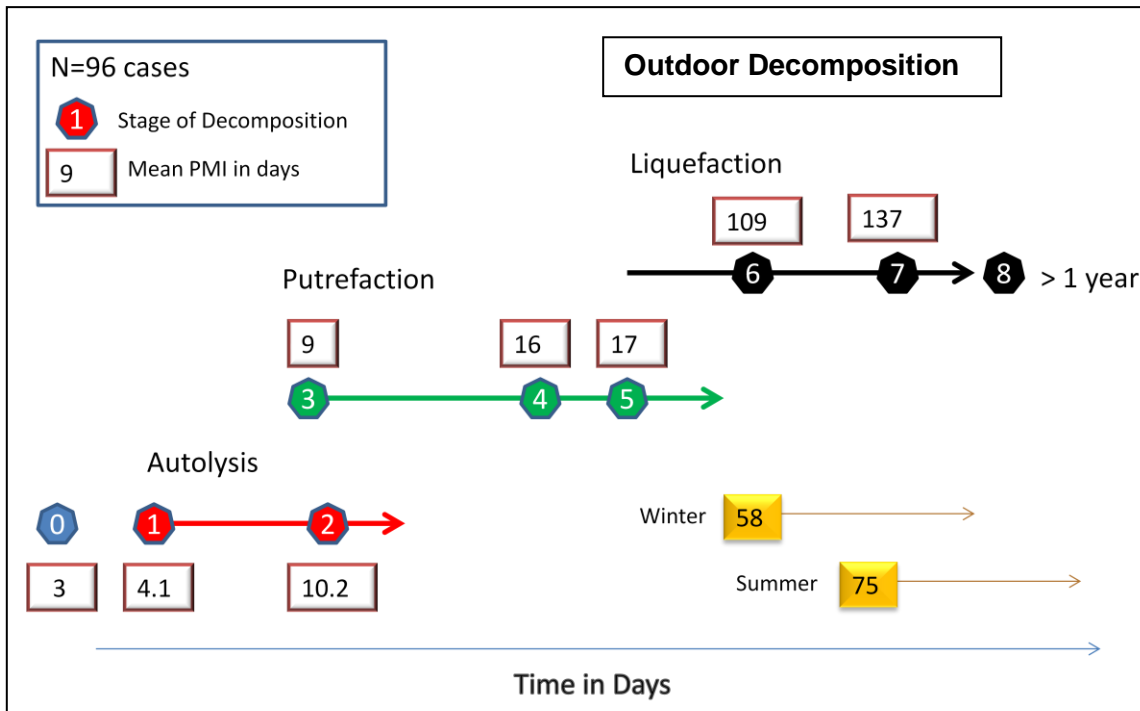 N=96 cases
1 Stage of Decomposition
9 Mean PMI in days
Outdoor Decomposition
Liquefaction
109 137
6 7 8 > 1 year
Putrefaction
9 16 17
3 4 5
Autolysis
0 1 2
3 4.1 10.2
Winter 58
Summer 75
Time in Days